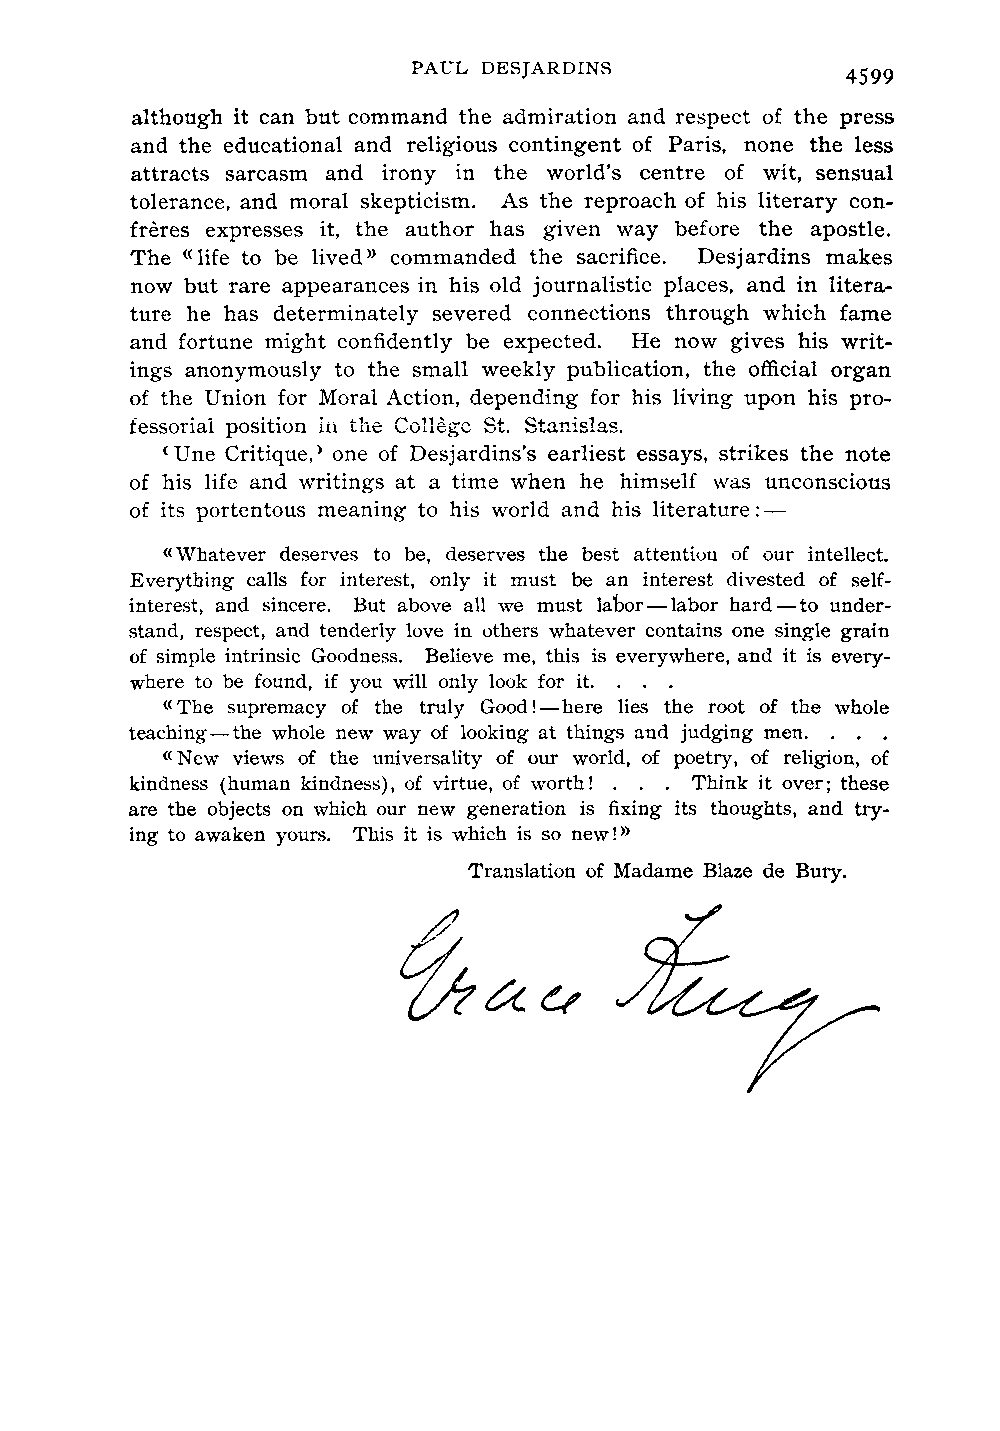 PAUL DESJARDINS
4599
although it can but command the admiration and respect of the press
and the educational and religious contingent of Paris, none the less
attracts sarcasm and irony in the world's centre of wit, sensual
tolerance, and moral skepticism. As the reproach of his literary con-
frères expresses it, the author has given way before the apostle.
The «life to be lived» commanded the sacrifice. Desjardins makes
now but rare appearances in his old journalistic places, and in litera-
ture he has determinately severed connections through which fame
and fortune might confidently be expected. He now gives his writ-
ings anonymously to the small weekly publication, the official organ
of the Union for Moral Action, depending for his living upon his pro-
fessorial position in the Collège St. Stanislas.
‹Une Critique,› one of Desjardins's earliest essays, strikes the note
of his life and writings at a time when he himself was unconscious
of its portentous meaning to his world and his literature:—
«Whatever deserves to be, deserves the best attention of our intellect.
Everything calls for interest, only it must be an interest divested of self-
interest, and sincere. But above all we must labor—labor hard—to under-
stand, respect, and tenderly love in others whatever contains one single grain
of simple intrinsic Goodness. Believe me, this is everywhere, and it is every-
where to be found, if you will only look for it. . . .
«The supremacy of the truly Good!—here lies the root of the whole
teaching—the whole new way of looking at things and judging men. . . .
«New views of the universality of our world, of poetry, of religion, of
kindness (human kindness), of virtue, of worth! . . . Think it over; these
are the objects on which our new generation is fixing its thoughts, and try-
ing to awaken yours. This it is which is so new!»
Translation of Madame Blaze de Bury.
Grace King